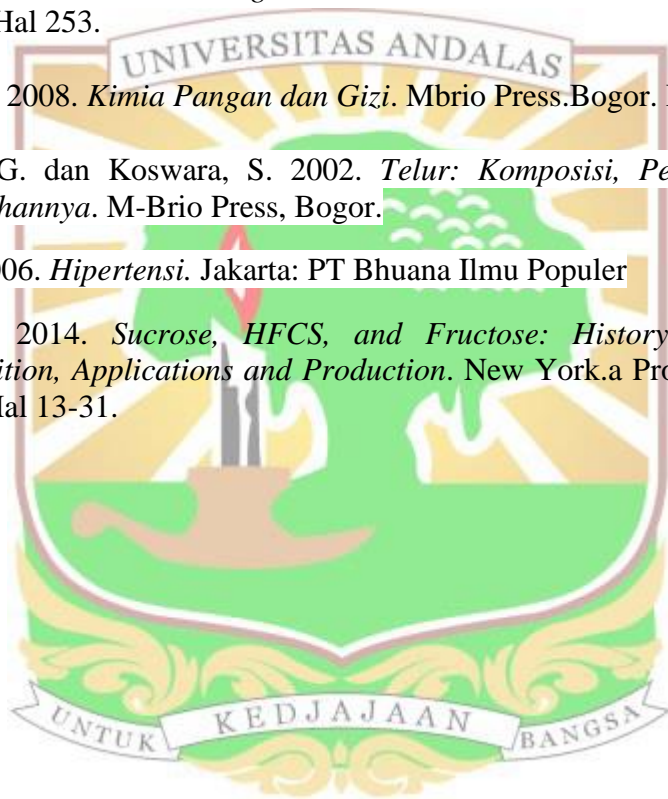 Hal 253.
UNIVERSITAS ANDALAS
2008. Kimia Pangan dan Gizi. Mbrio Press.Bogor.
G. dan Koswara, S. 2002. Telur: Komposisi, Pe
hannya. M-Brio Press, Bogor.
06. Hipertensi. Jakarta: PT Bhuana Ilmu Populer
2014. Sucrose, HFCS, and Fructose: History
ition, Applications and Production. New York.a Pro
Hal 13-31.
UNTUK KEDJAJAAN BANGSA